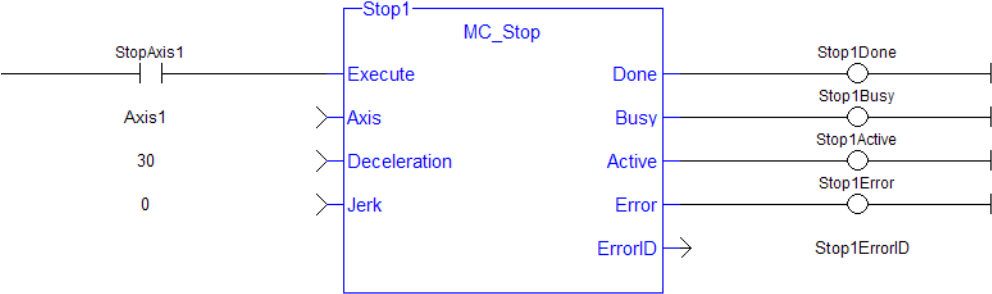 Stop1
MC_Stop
StopAxis1
Execute
Done
Stop1Done
Axis1
Axis
Busy
Stop1Busy
30
Deceleration
Active
Stop1Active
0
Jerk
Error
Stop1Error
ErrorID
Stop1ErrorID